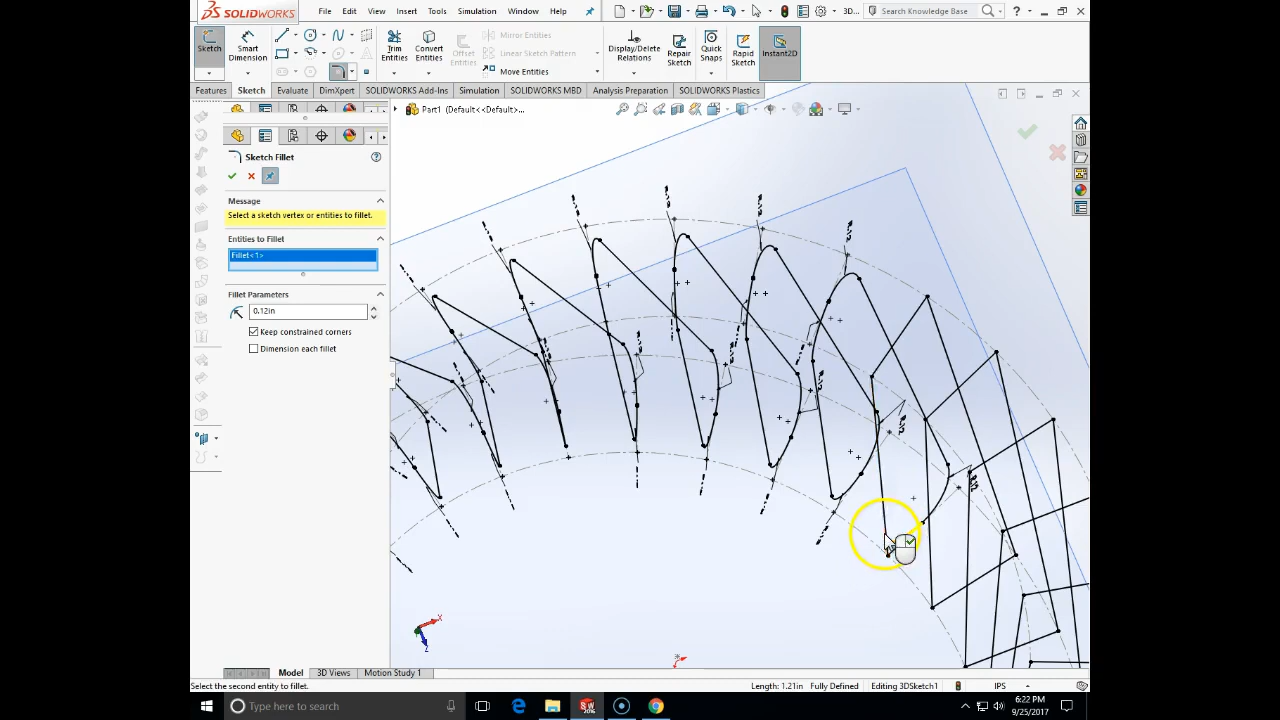 SOLIDWORKS
File Edit View Insert Tools Simulation Window Help
3D...
Search Knowledge Base
?
Sketch
Smart Dimension
Trim Entities
Convert Entities
Offset Entities
Mirror Entities
Linear Sketch Pattern
Move Entities
Display/Delete Relations
Repair Sketch
Quick Snaps
Rapid Sketch
Instant2D
Features Sketch Evaluate DimXpert SOLIDWORKS Add-Ins Simulation SOLIDWORKS MBD Analysis Preparation SOLIDWORKS Plastics
Part1 (Default<<Default>...
Sketch Fillet
Message
Select a sketch vertex or entities to fillet.
Entities to Fillet
Fillet<1>
Fillet Parameters
0.12in
Keep constrained corners
Dimension each fillet
X
Z
Model 3D Views Motion Study 1
Select the second entity to fillet.
Length: 1.21in Fully Defined Editing 3DSketch1 IPS
Type here to search
6:22 PM
9/25/2017